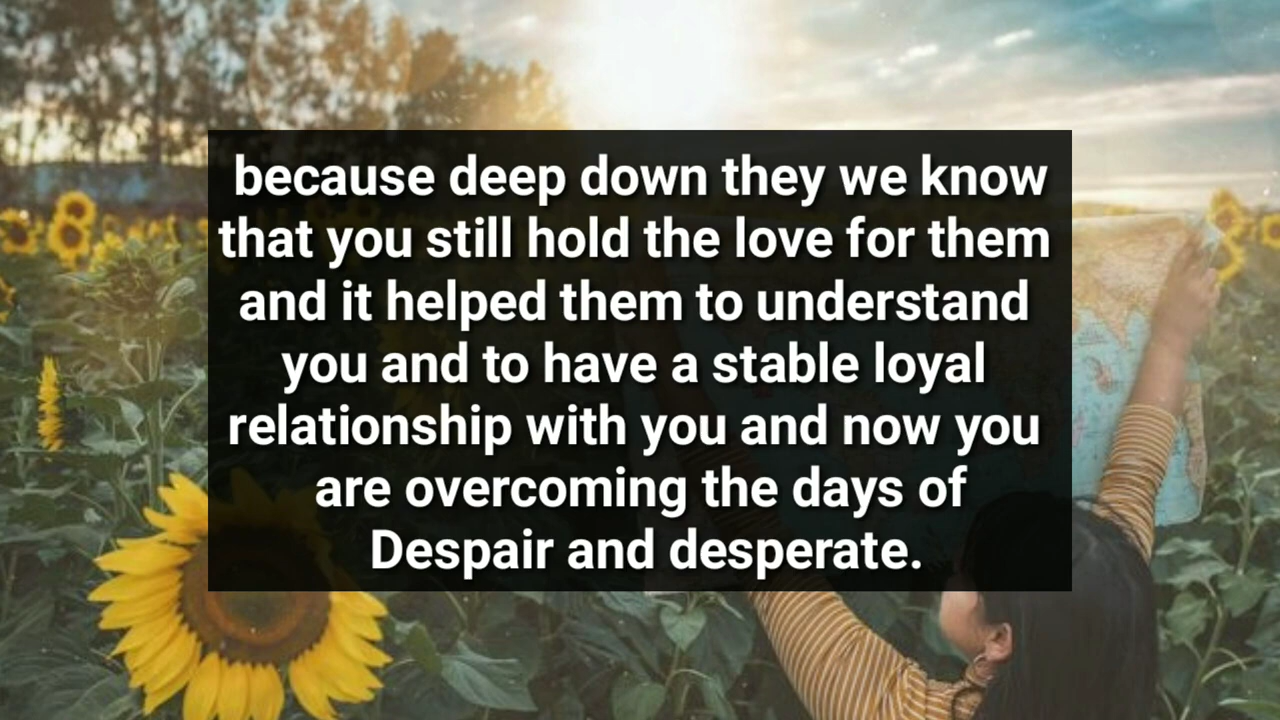 because deep down they we know
that you still hold the love for them
and it helped them to understand
you and to have a stable loyal
relationship with you and now you
are overcoming the days of
Despair and desperate.